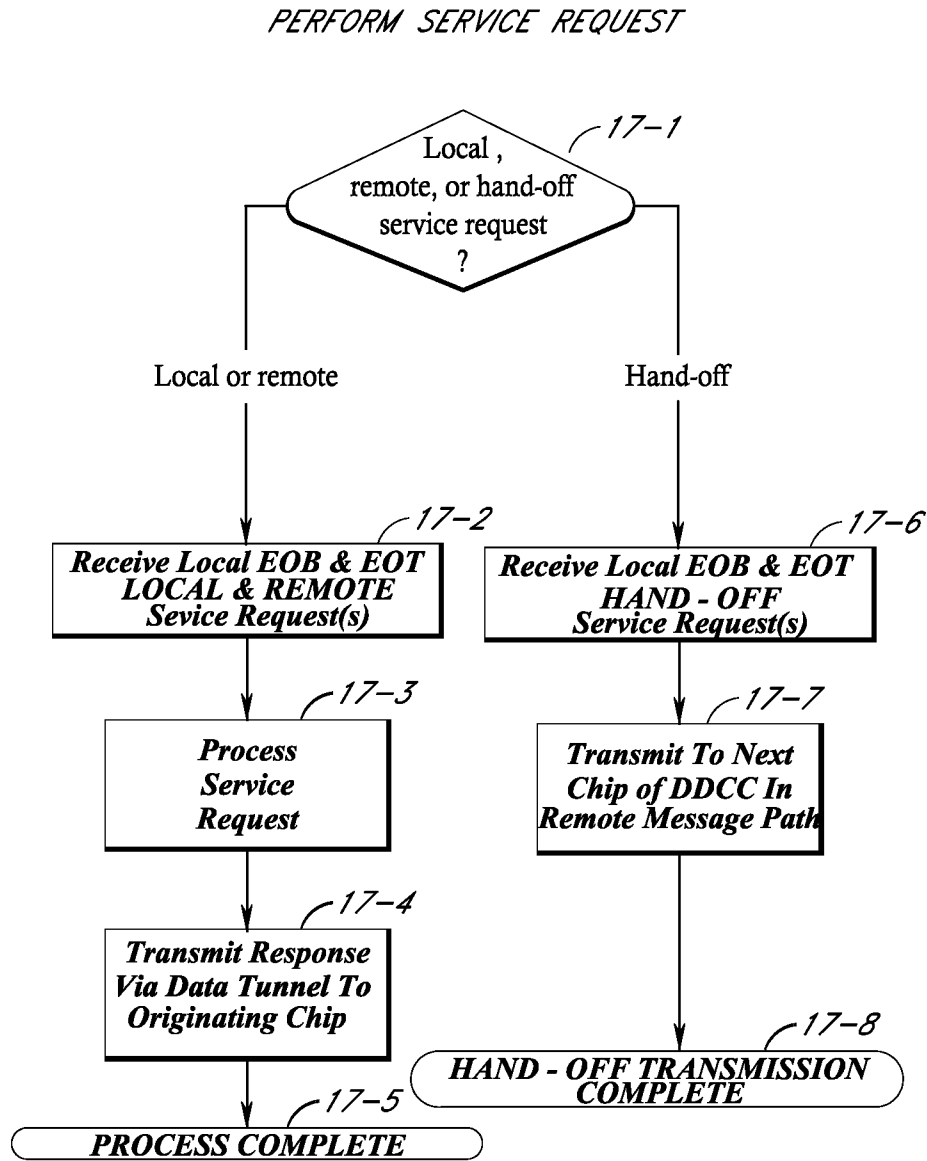 PERFORM SERVICE REQUEST
17-1
Local ,
remote, or hand-off
service request
?
Local or remote
Hand-off
17-2
Receive Local EOB & EOT
LOCAL & REMOTE
Sevice Request(s)
17-3
Process
Service
Request
17-4
Transmit Response
Via Data Tunnel To
Originating Chip
17-5
PROCESS COMPLETE
17-6
Receive Local EOB & EOT
HAND - OFF
Service Request(s)
17-7
Transmit To Next
Chip of DDCC In
Remote Message Path
17-8
HAND - OFF TRANSMISSION
COMPLETE